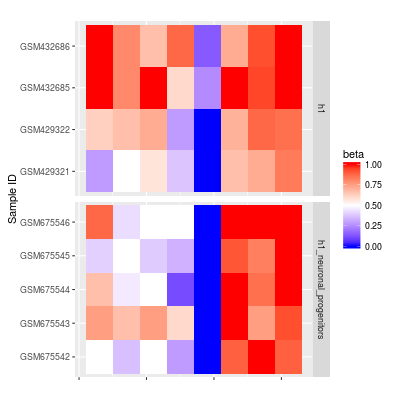 Sample ID
GSM432686
GSM432685
GSM429322
GSM429321
h1
GSM675546
GSM675545
GSM675544
GSM675543
GSM675542
h1_neuronal_progenitors
beta
1.00
0.75
0.50
0.25
0.00